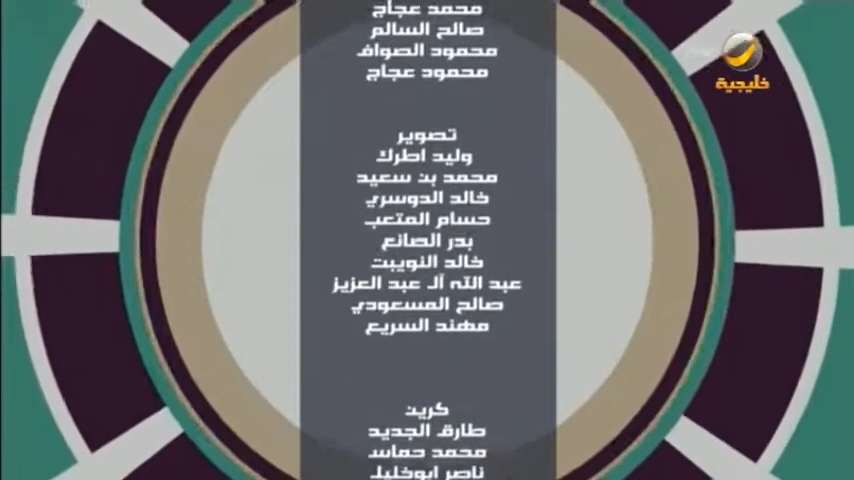 محمد عجاج
صالح السالم
محمود الصواف
محمود عجاج
خليجية
تصوير
وليد اطرك
محمد بن سعيد
خالد الدوسري
حسام المتعب
بدر الصانع
خالد النويبت
عبد الله آل عبد العزيز
صالح المسعودي
مهند السريع
كرين
طارق الجديد
محمد حماس
ناصر ابوخليل